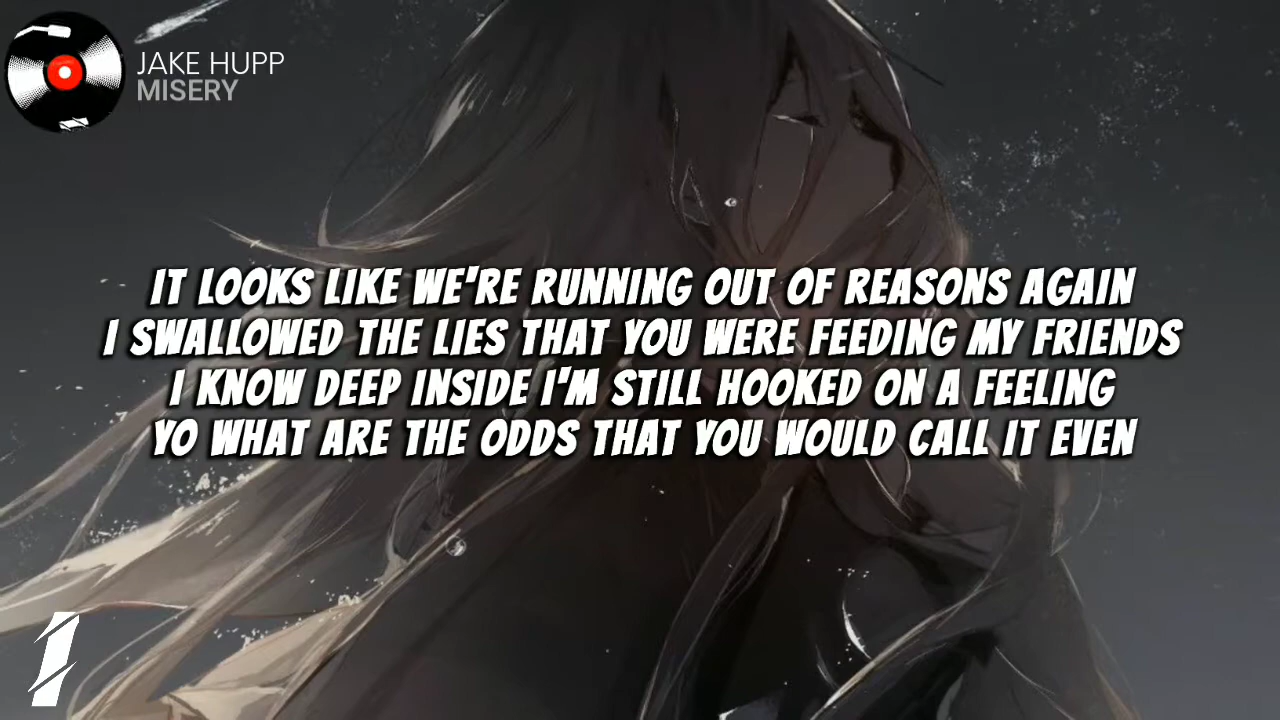 JAKE HUPP
MISERY
IT LOOKS LIKE WE'RE RUNNING OUT OF REASONS AGAIN
I SWALLOWED THE LIES THAT YOU WERE FEEDING MY FRIENDS
I KNOW DEEP INSIDE I'M STILL HOOKED ON A FEELING
YO WHAT ARE THE ODDS THAT YOU WOULD CALL IT EVEN
1